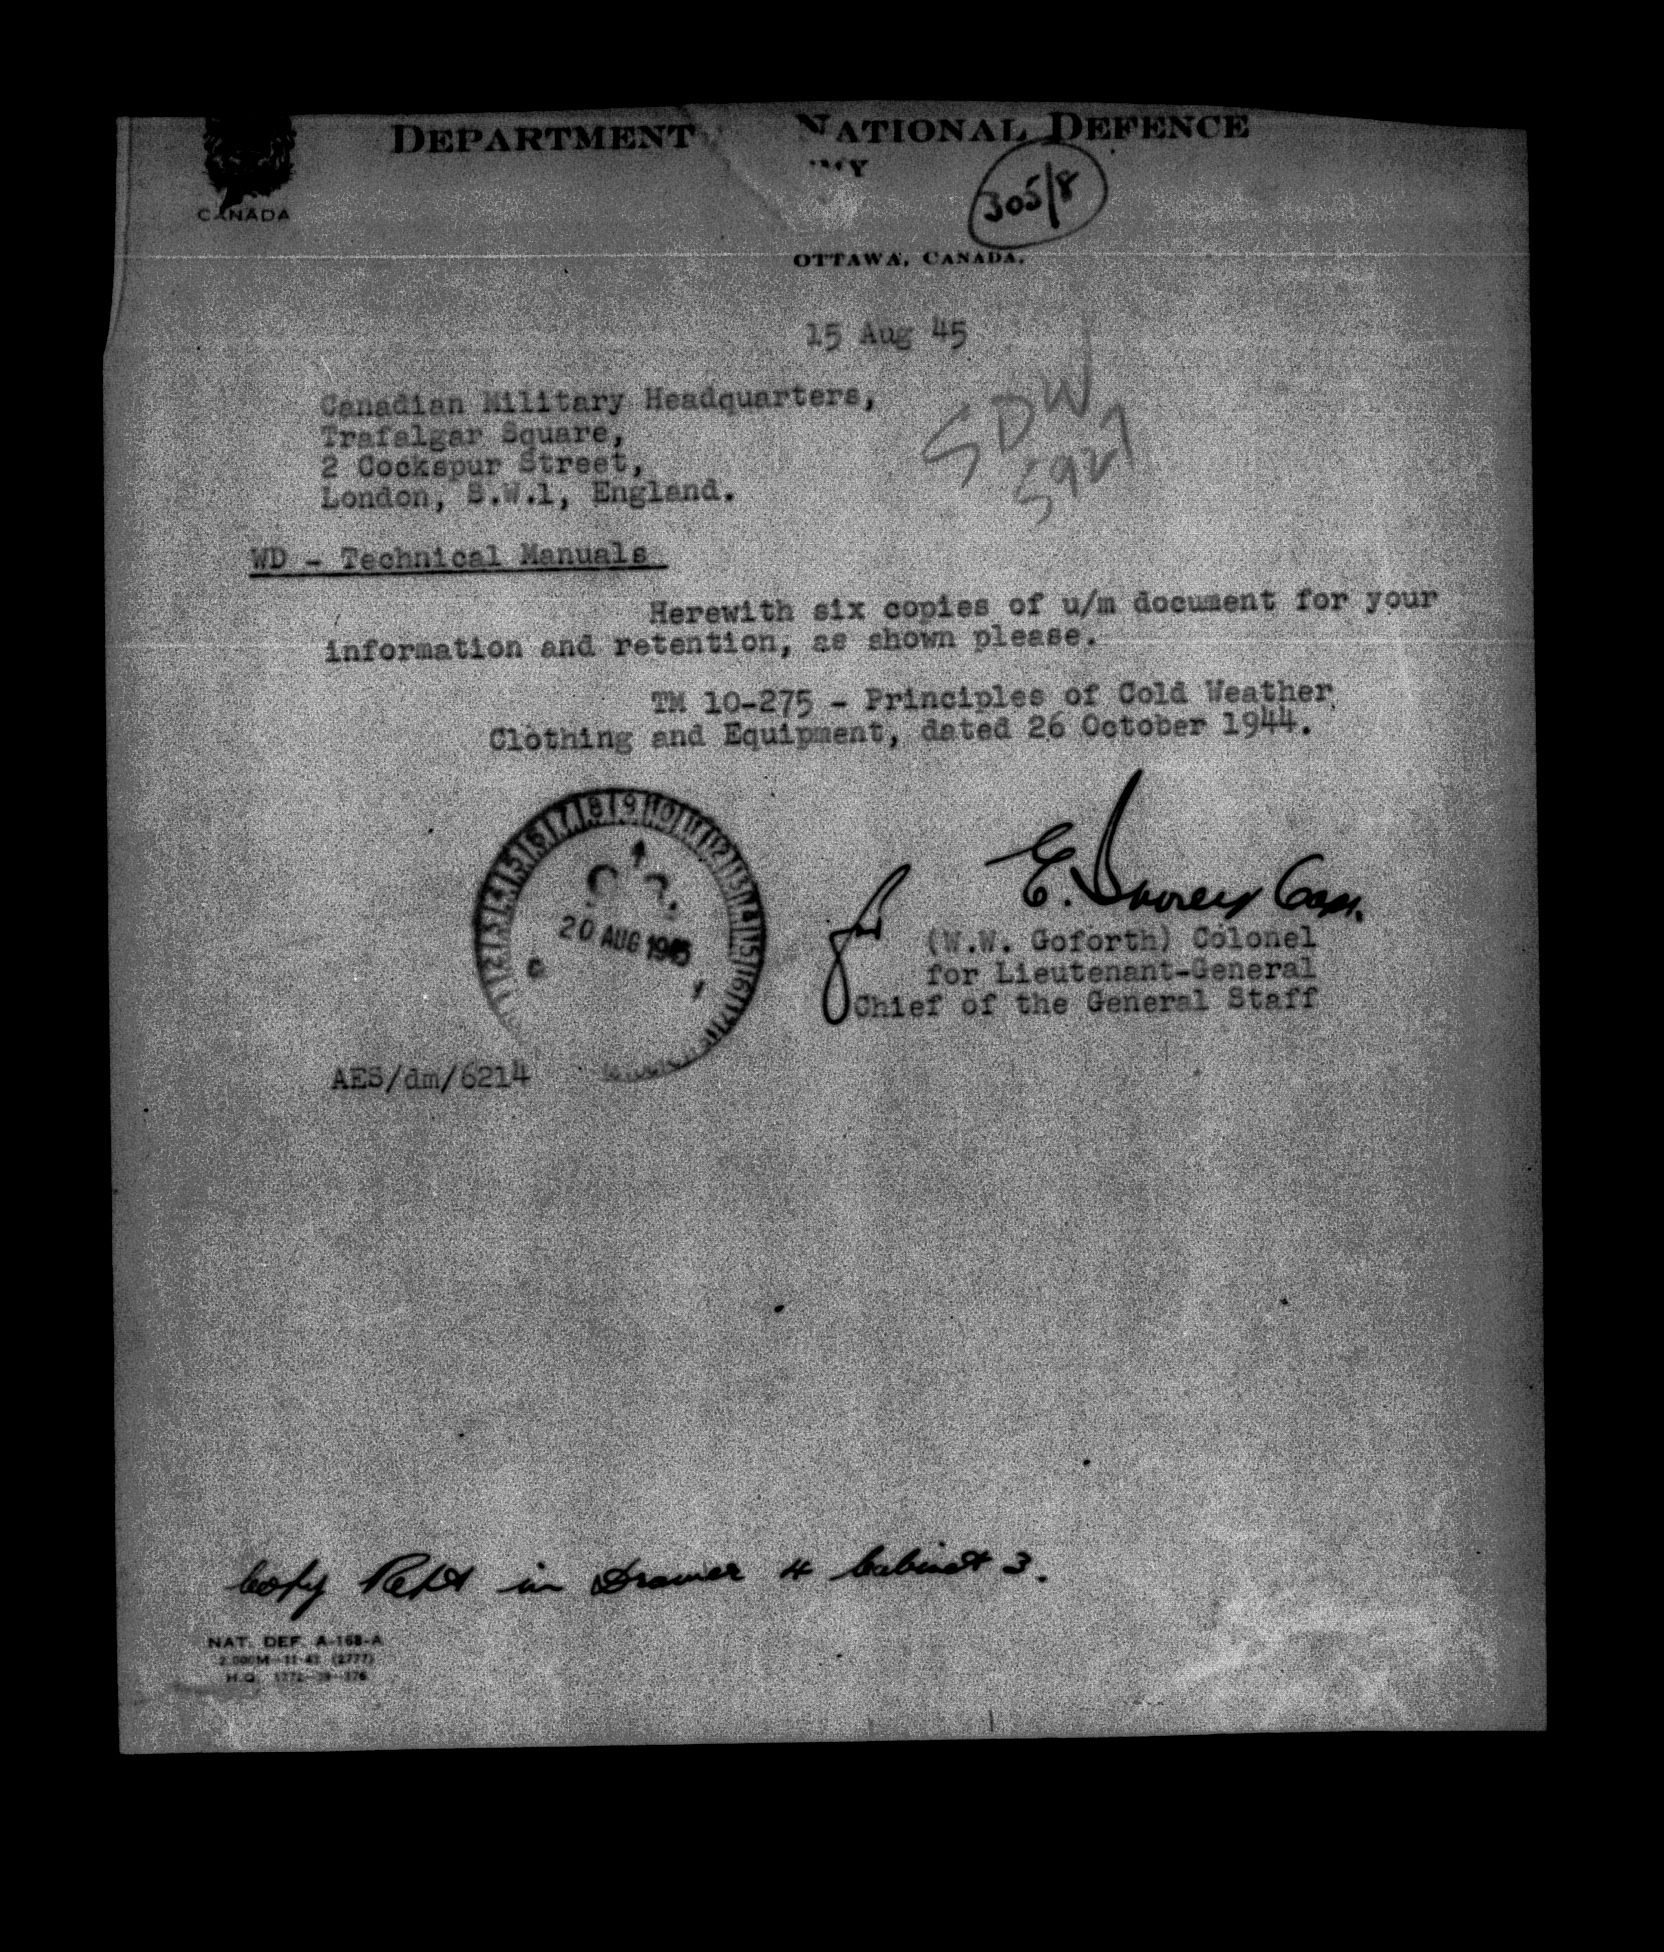 DEPARTMENT NATIONAL DEFENCE
305/8
CANADA
OTTAWA, CANADA.
15 Aug 45
Canadian Military Headquarters,
Trafalgar Square,
2 Cockspur Street,
London, S.W.1, England.
SDW
WD - Technical Manuals
Herewith six copies of u/m document for your
information and retention, as shown please.
TM 10-275 - Principles of Cold Weather
Clothing and Equipment, dated 26 October 1944.
20 AUG 1945
E.
for
(W.W. Goforth) Colonel
for Lieutenant-General
Chief of the General Staff
AES/dm/6214
Copy Kept in Drawer 4 Cabinet 3.
NAT. DEF. A-168-A
H.Q.